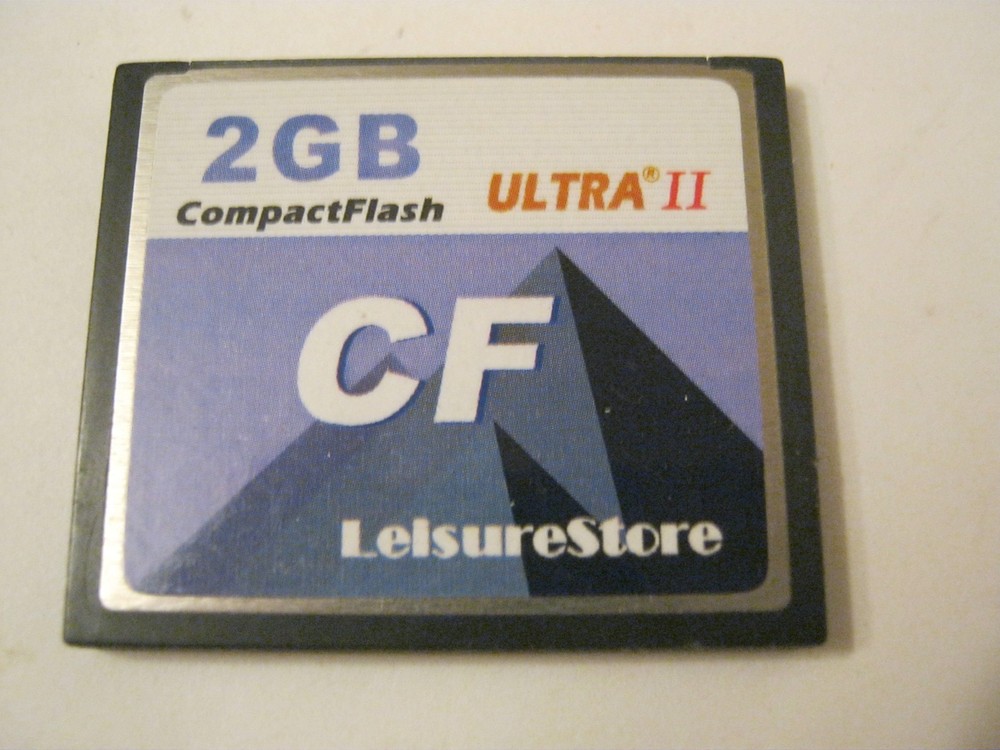 2GB
CompactFlash
ULTRA® II
CF
LeisureStore